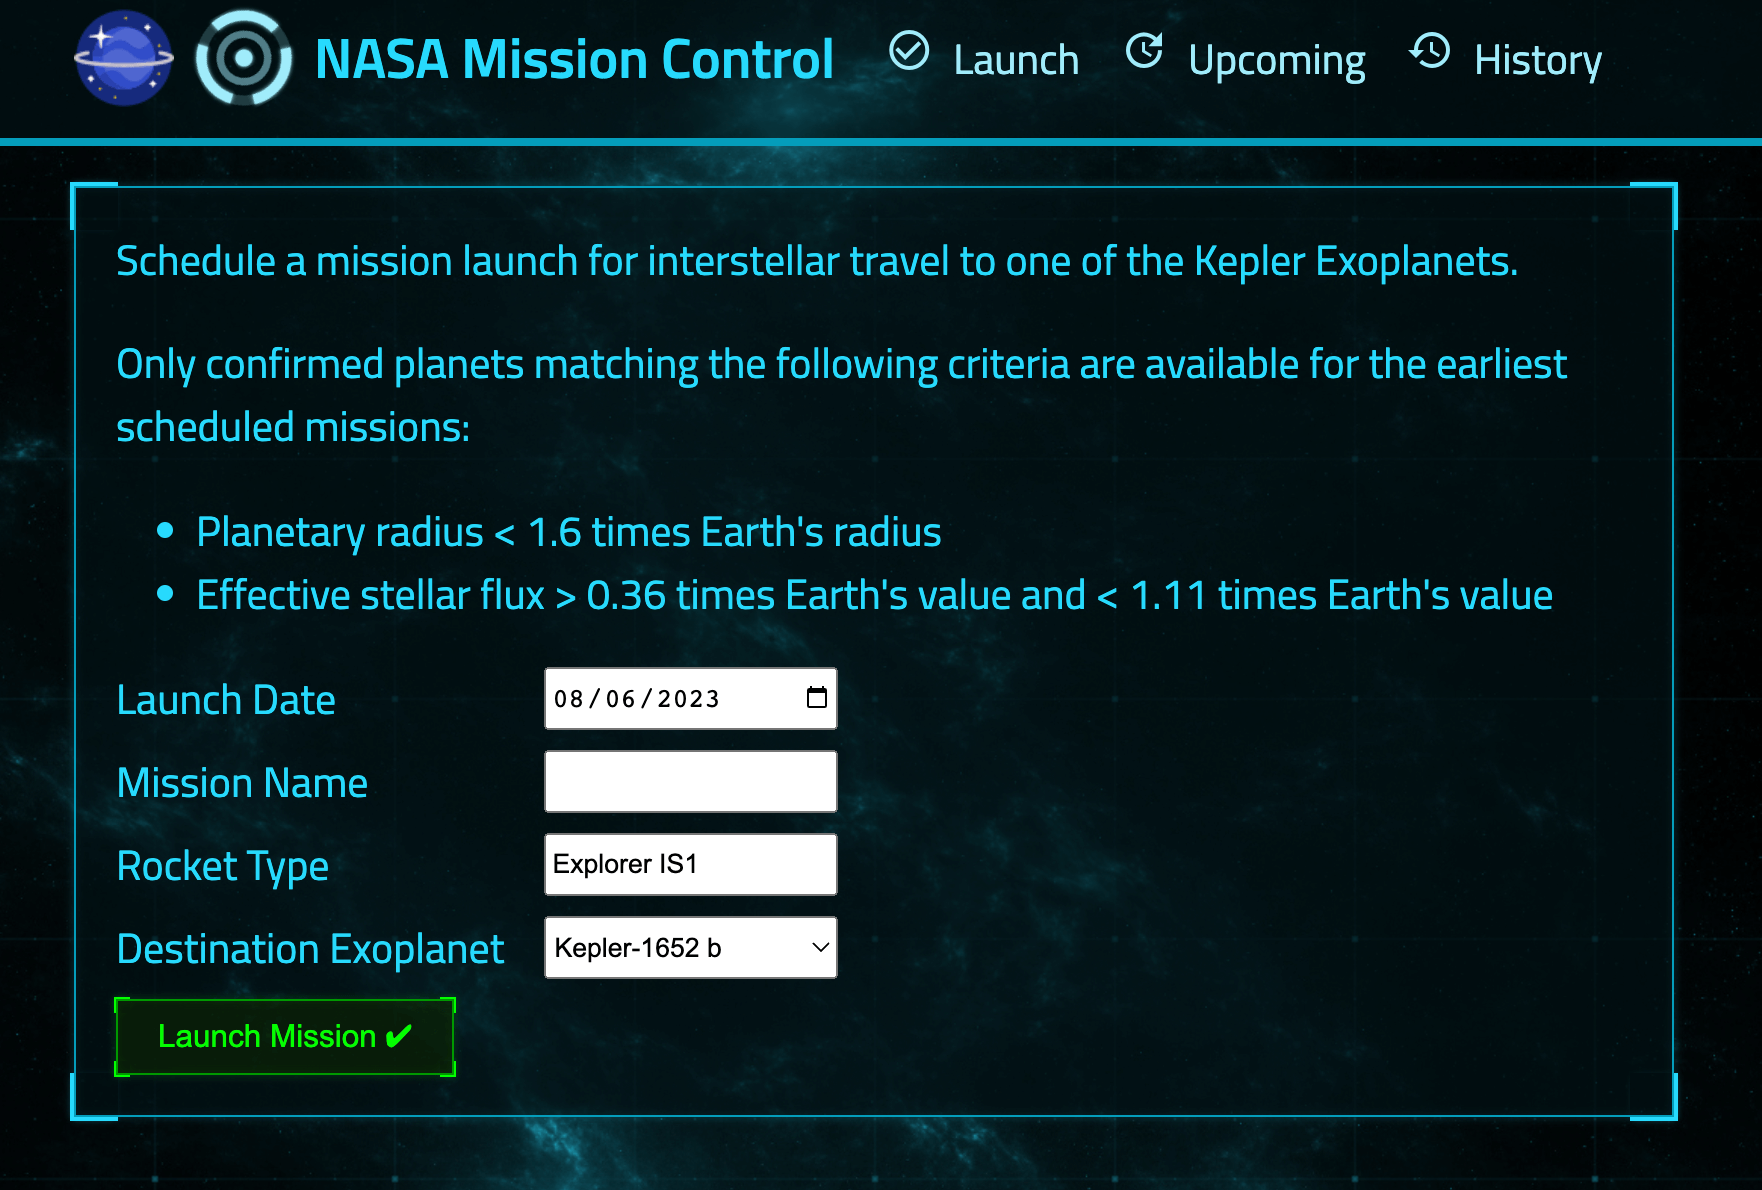 NASA Mission Control Launch Upcoming History
Schedule a mission launch for interstellar travel to one of the Kepler Exoplanets.
Only confirmed planets matching the following criteria are available for the earliest
scheduled missions:
• Planetary radius < 1.6 times Earth's radius
• Effective stellar flux > 0.36 times Earth's value and < 1.11 times Earth's value
Launch Date 08/06/2023
Mission Name
Rocket Type Explorer IS1
Destination Exoplanet Kepler-1652 b
Launch Mission ✔